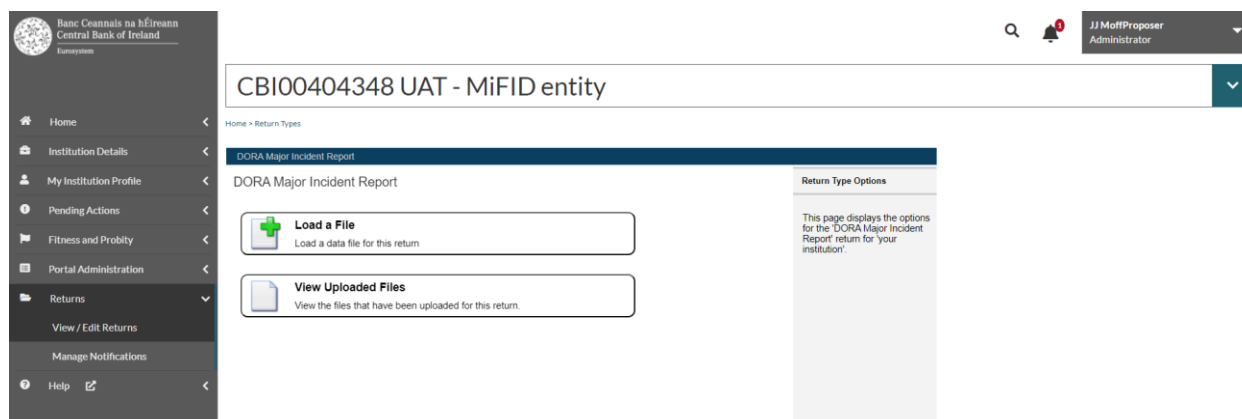 Banc Ceannais na hÉireann
Central Bank of Ireland
Eurosystem
1
JJ MoffProposer
Administrator
CBI00404348 UAT - MiFID entity
Home
Institution Details
My Institution Profile
Pending Actions
Fitness and Probity
Portal Administration
Returns
View / Edit Returns
Manage Notifications
Help
Home > Return Types
DORA Major Incident Report
DORA Major Incident Report
Load a File
Load a data file for this return
View Uploaded Files
View the files that have been uploaded for this return.
Return Type Options
This page displays the options
for the 'DORA Major Incident
Report' return for 'your
institution'.